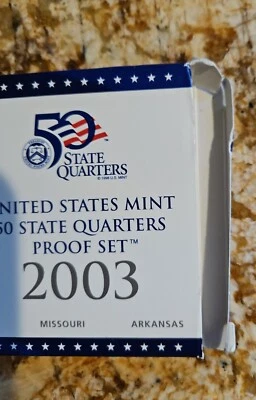 50
STATE
QUARTERS
NITED STATES MINT
50 STATE QUARTERS
PROOF SET™
2003
MISSOURI ARKANSAS